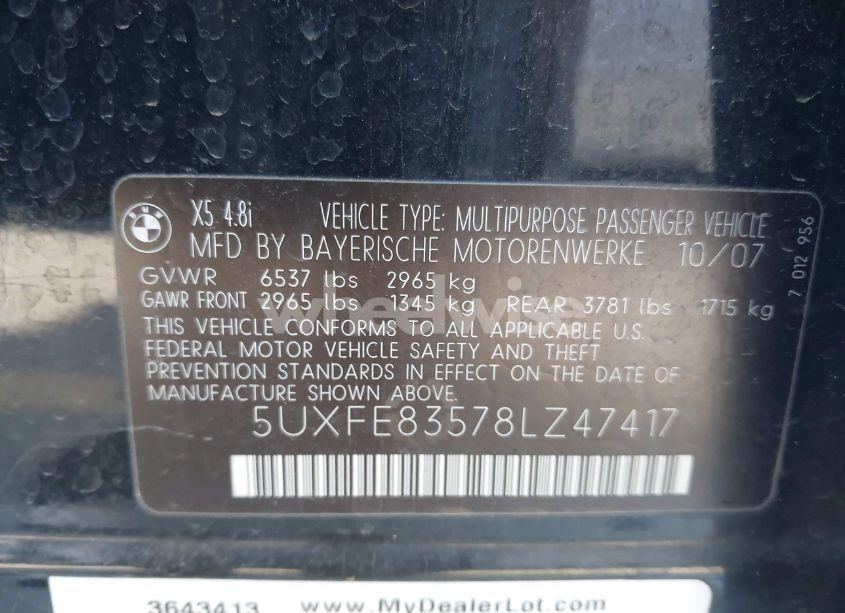 X5 4.8i VEHICLE TYPE: MULTIPURPOSE PASSENGER VEHICLE
MFD BY BAYERISCHE MOTORENWERKE 10/07
GVWR 6537 lbs 2965 kg
GAWR FRONT 2965 lbs 1345 kg REAR 3781 lbs 1715 kg
THIS VEHICLE CONFORMS TO ALL APPLICABLE U.S.
FEDERAL MOTOR VEHICLE SAFETY AND THEFT
PREVENTION STANDARDS IN EFFECT ON THE DATE OF
MANUFACTURE SHOWN ABOVE.
5UXFE83578LZ47417
7 012 956
BMW
3643413 www.MyDealerLot.com